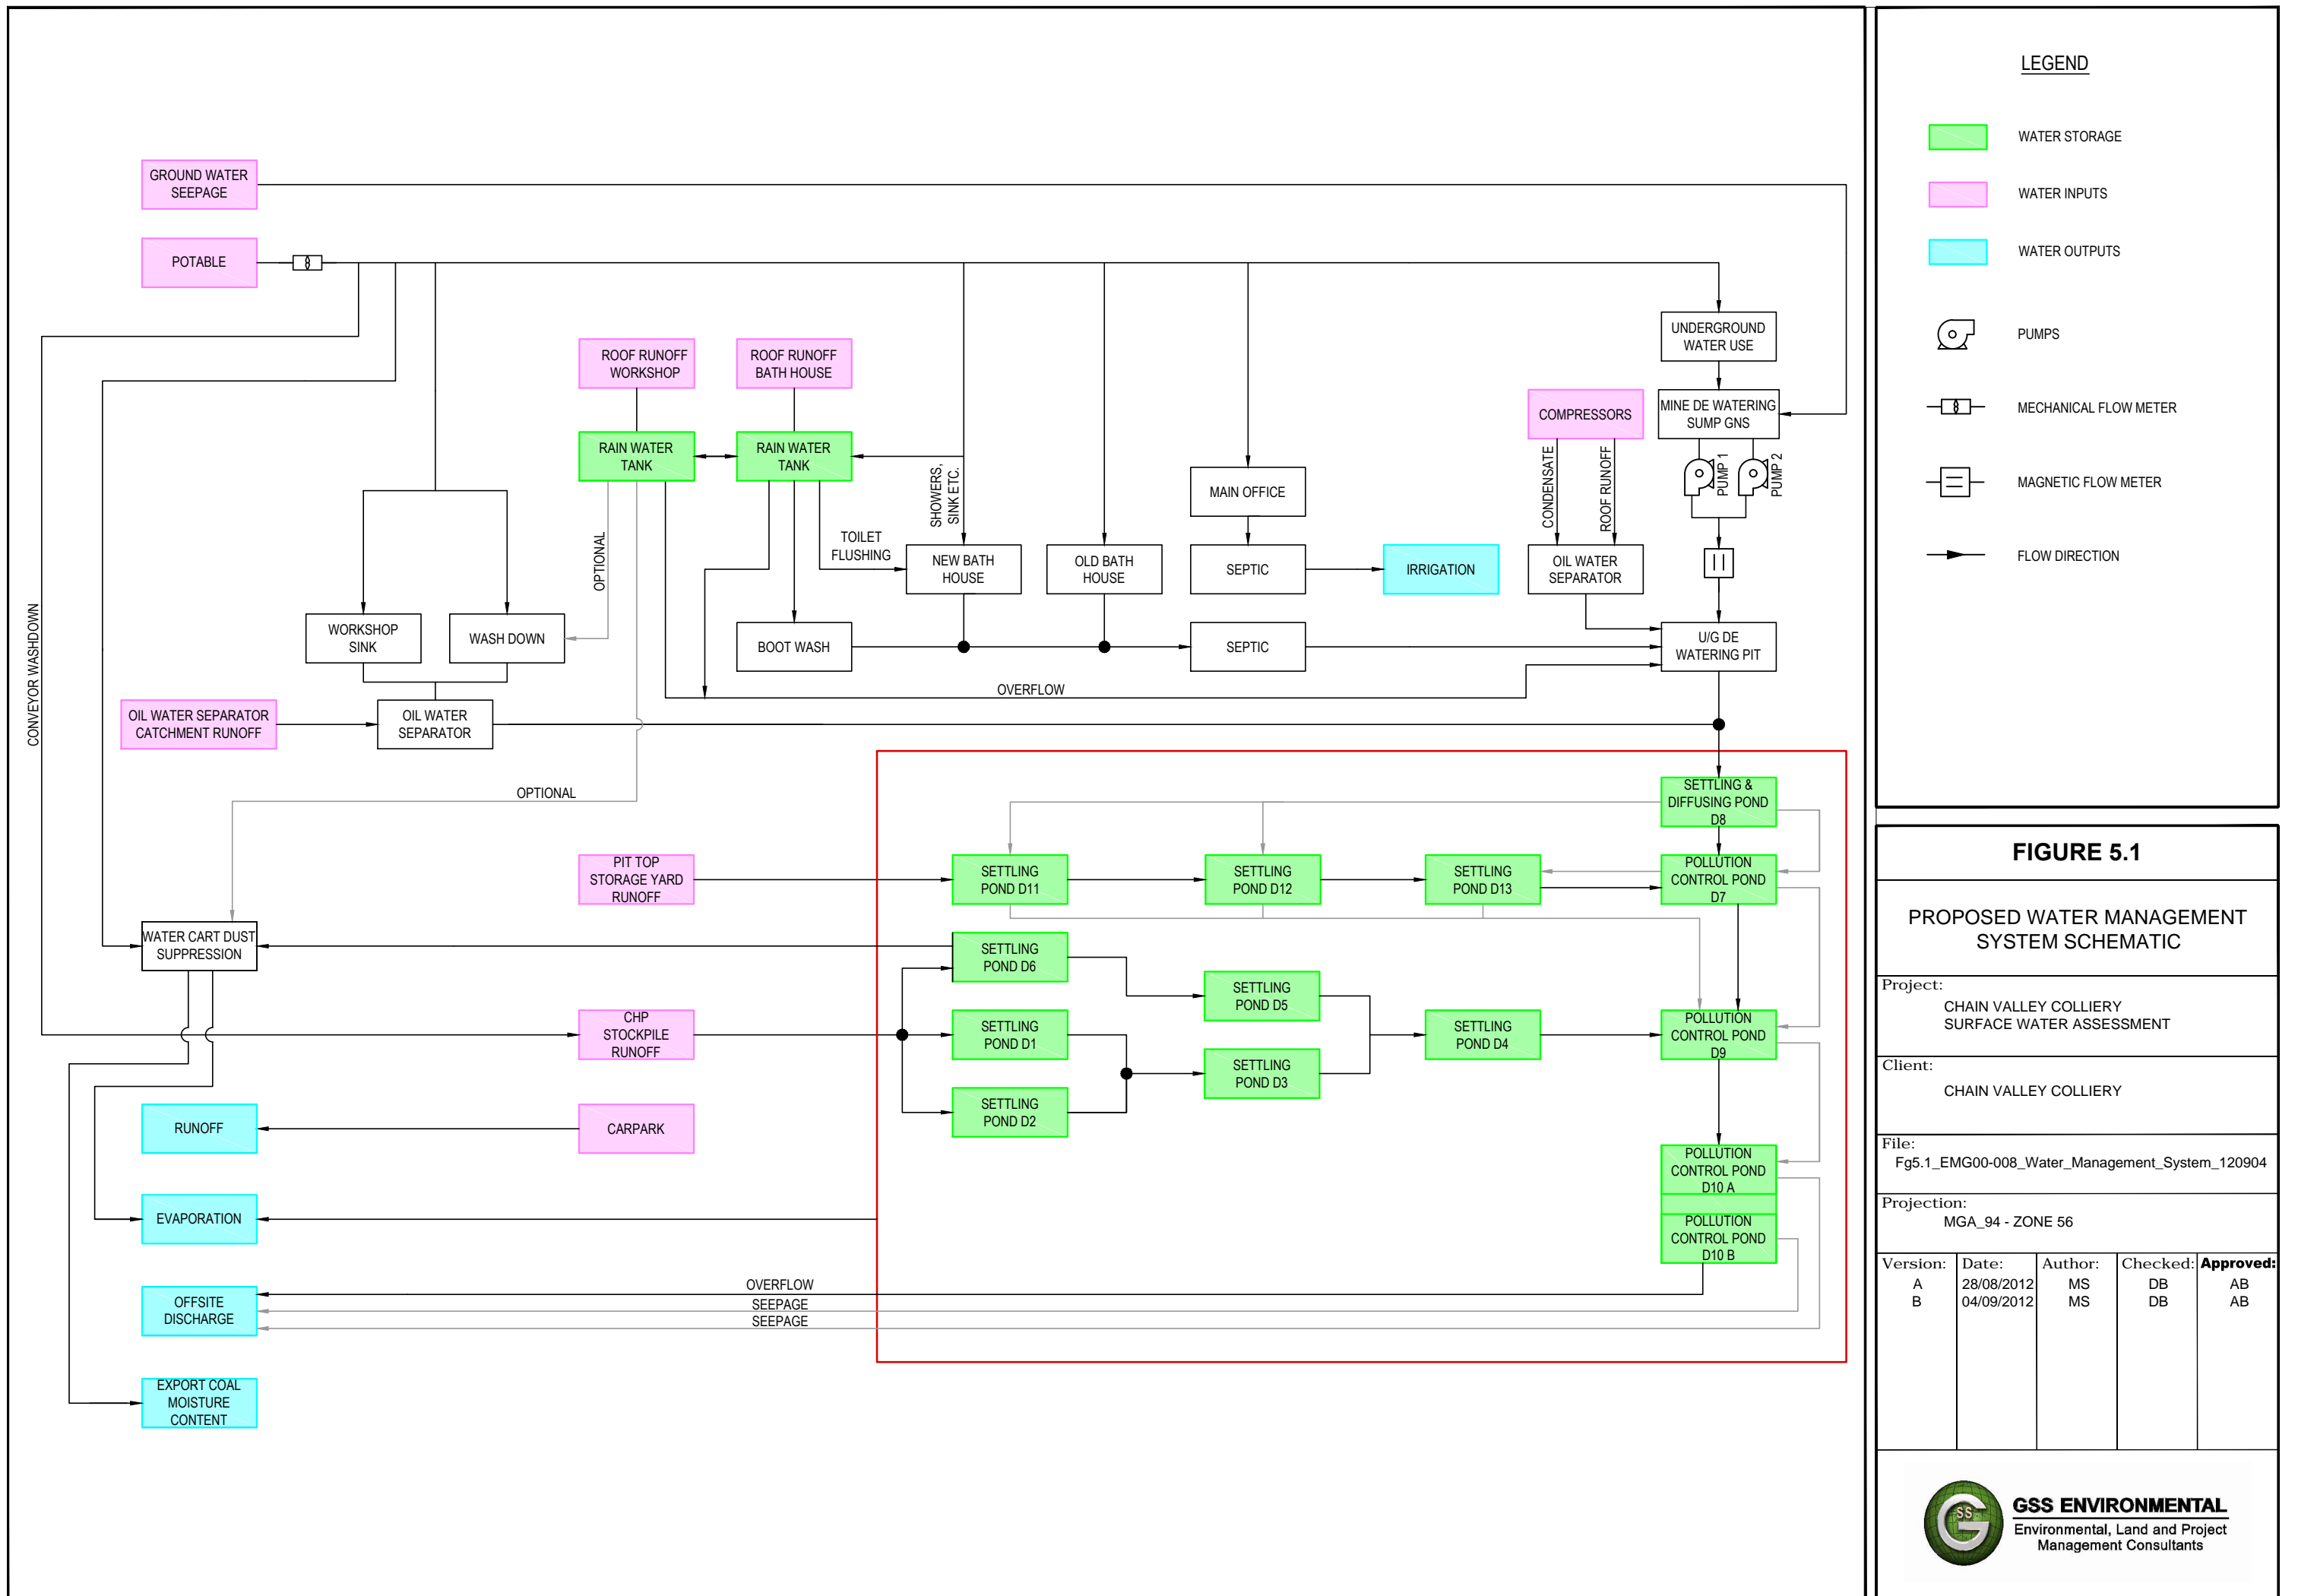 GROUND WATER
SEEPAGE
POTABLE
ROOF RUNOFF
WORKSHOP
ROOF RUNOFF
BATH HOUSE
UNDERGROUND
WATER USE
COMPRESSORS
MINE DE WATERING
SUMP GNS
RAIN WATER
TANK
RAIN WATER
TANK
SHOWERS,
SINK ETC.
MAIN OFFICE
CONDENSATE
ROOF RUNOFF
PUMP 1
PUMP 2
OPTIONAL
TOILET
FLUSHING
NEW BATH
HOUSE
OLD BATH
HOUSE
SEPTIC
IRRIGATION
OIL WATER
SEPARATOR
CONVEYOR WASHDOWN
WORKSHOP
SINK
WASH DOWN
BOOT WASH
SEPTIC
U/G DE
WATERING PIT
OVERFLOW
OIL WATER SEPARATOR
CATCHMENT RUNOFF
OIL WATER
SEPARATOR
OPTIONAL
SETTLING &
DIFFUSING POND
D8
PIT TOP
STORAGE YARD
RUNOFF
SETTLING
POND D11
SETTLING
POND D12
SETTLING
POND D13
POLLUTION
CONTROL POND
D7
WATER CART DUST
SUPPRESSION
SETTLING
POND D6
SETTLING
POND D5
CHP
STOCKPILE
RUNOFF
SETTLING
POND D1
SETTLING
POND D4
POLLUTION
CONTROL POND
D9
SETTLING
POND D3
SETTLING
POND D2
RUNOFF
CARPARK
POLLUTION
CONTROL POND
D10 A
EVAPORATION
POLLUTION
CONTROL POND
D10 B
OFFSITE
DISCHARGE
OVERFLOW
SEEPAGE
SEEPAGE
EXPORT COAL
MOISTURE
CONTENT
LEGEND
WATER STORAGE
WATER INPUTS
WATER OUTPUTS
PUMPS
MECHANICAL FLOW METER
MAGNETIC FLOW METER
FLOW DIRECTION
FIGURE 5.1
PROPOSED WATER MANAGEMENT
SYSTEM SCHEMATIC
Project:
CHAIN VALLEY COLLIERY
SURFACE WATER ASSESSMENT
Client:
CHAIN VALLEY COLLIERY
File:
Fg5.1_EMG00-008_Water_Management_System_120904
Projection:
MGA_94 - ZONE 56
Version: Date: Author: Checked: Approved:
A 28/08/2012 MS DB AB
B 04/09/2012 MS DB AB
GSS
GSS ENVIRONMENTAL
Environmental, Land and Project
Management Consultants